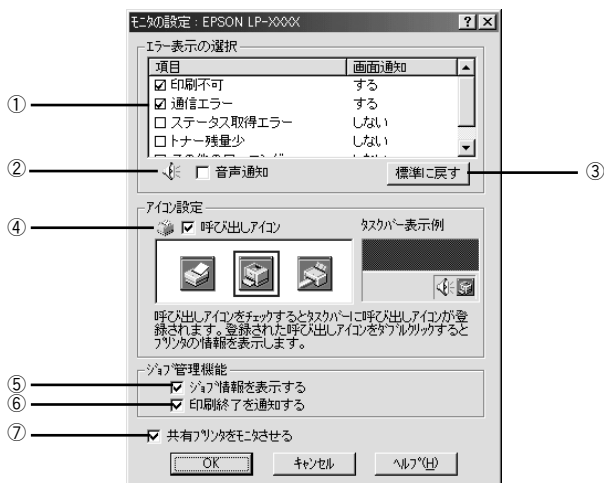 モニタの設定：EPSON LP-XXXX
エラー表示の選択
項目 画面通知
印刷不可 する
① 通信エラー する
ステータス取得エラー しない
トナー残量少 しない
② 音声通知 標準に戻す ③
アイコン設定
④ 呼び出しアイコン タスクバー表示例
呼び出しアイコンをチェックするとタスクバーに呼び出しアイコンが登
録されます。登録された呼び出しアイコンをダブルクリックすると
プリンタの情報を表示します。
ジョブ管理機能
⑤ ジョブ情報を表示する
⑥ 印刷終了を通知する
⑦ 共有プリンタをモニタさせる
OK キャンセル ヘルプ(H)